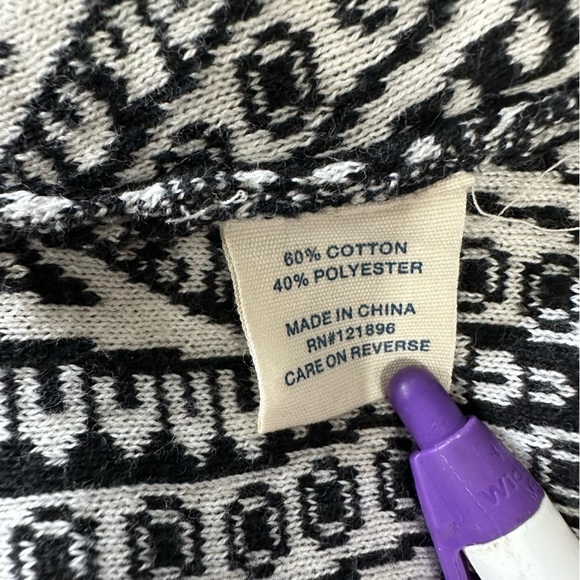 60% COTTON
40% POLYESTER
MADE IN CHINA
RN#121896
CARE ON REVERSE